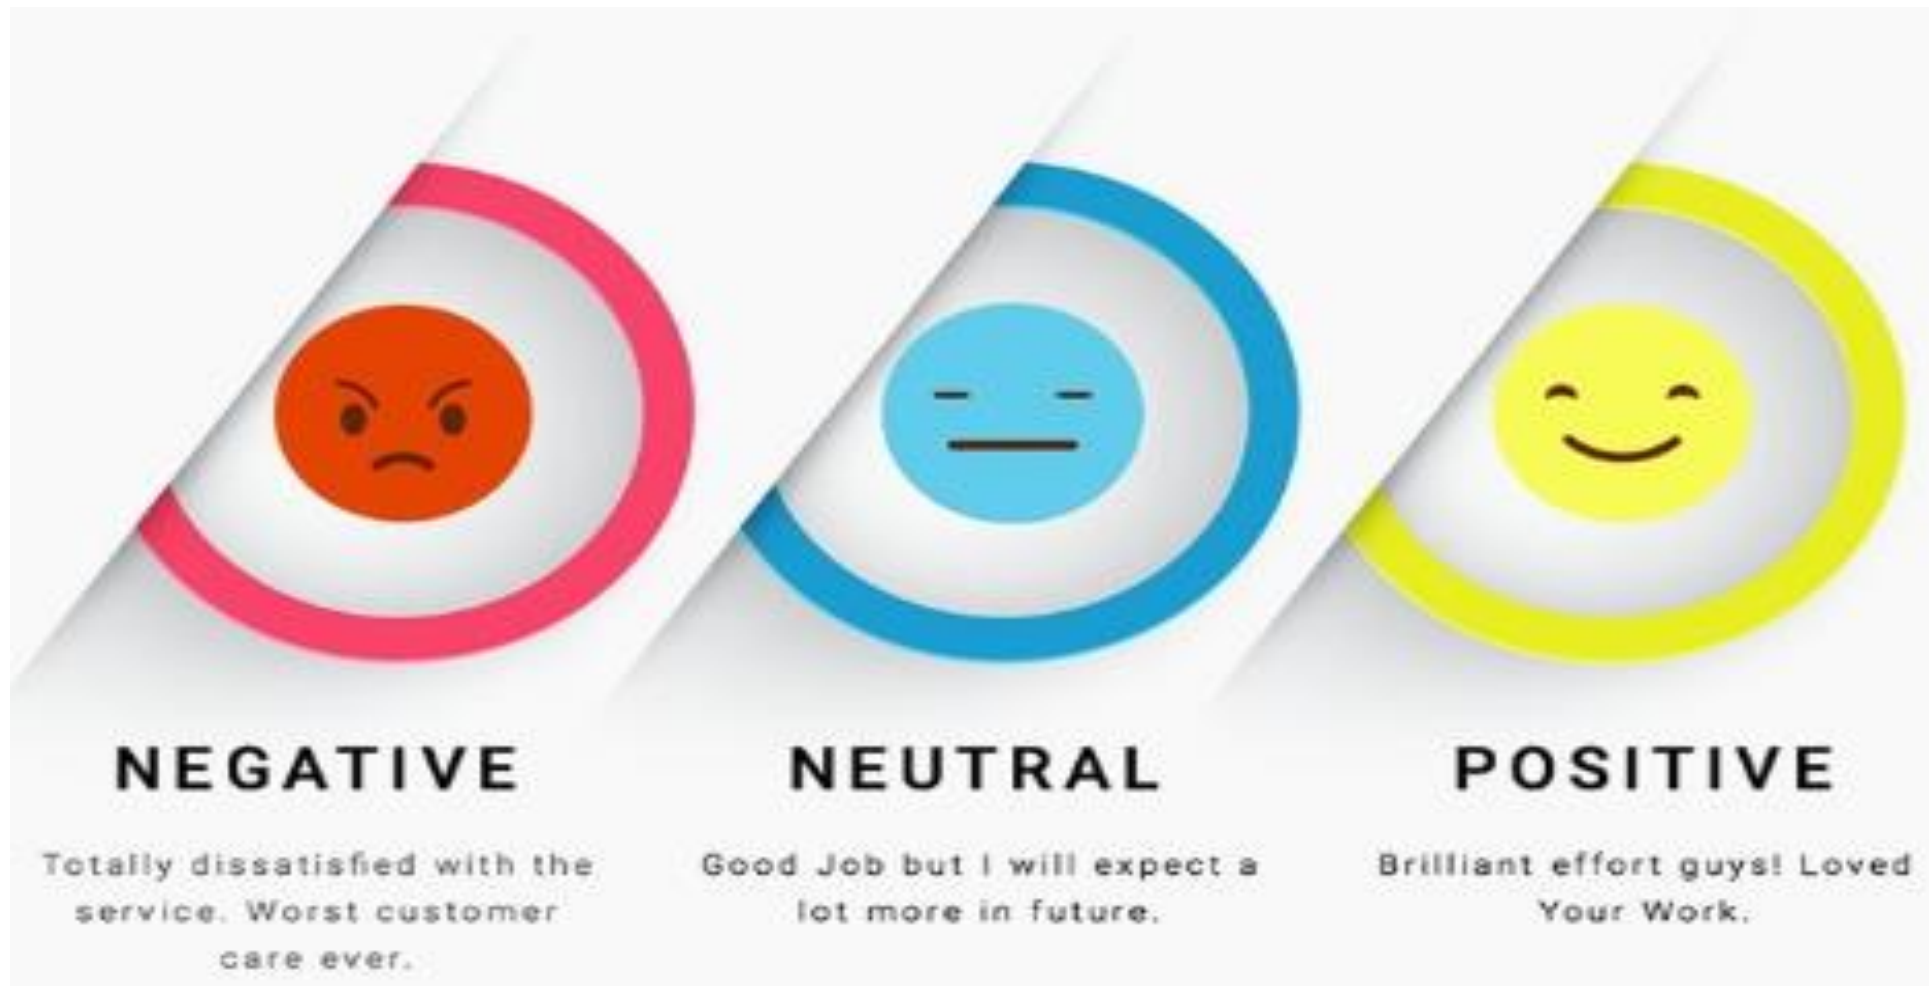 NEGATIVE
Totally dissatisfied with the
service. Worst customer
care ever.
NEUTRAL
Good Job but I will expect a
lot more in future.
POSITIVE
Brilliant effort guys! Loved
Your Work.